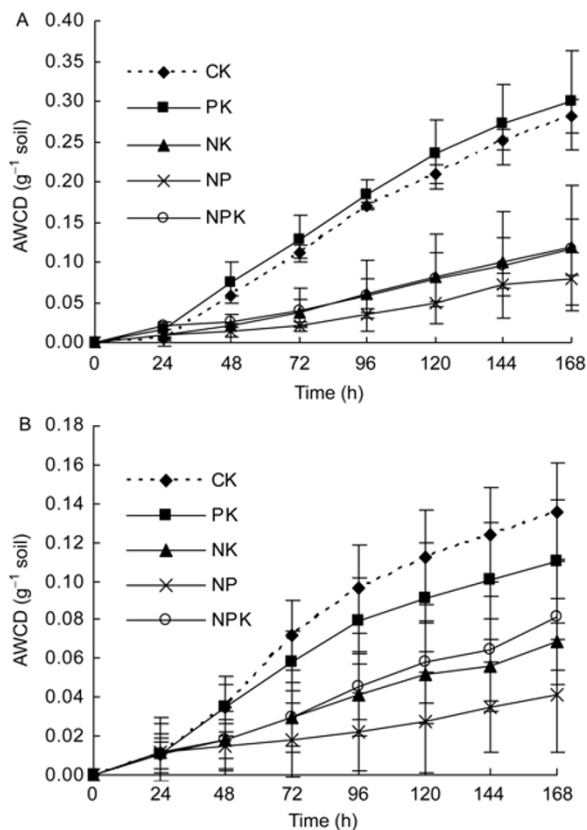 A
0.40
0.35
0.30
0.25
0.20
0.15
0.10
0.05
0.00
AWCD (g⁻¹ soil)
CK
PK
NK
NP
NPK
0 24 48 72 96 120 144 168
Time (h)
B
0.18
0.16
0.14
0.12
0.10
0.08
0.06
0.04
0.02
0.00
AWCD (g⁻¹ soil)
CK
PK
NK
NP
NPK
0 24 48 72 96 120 144 168
Time (h)